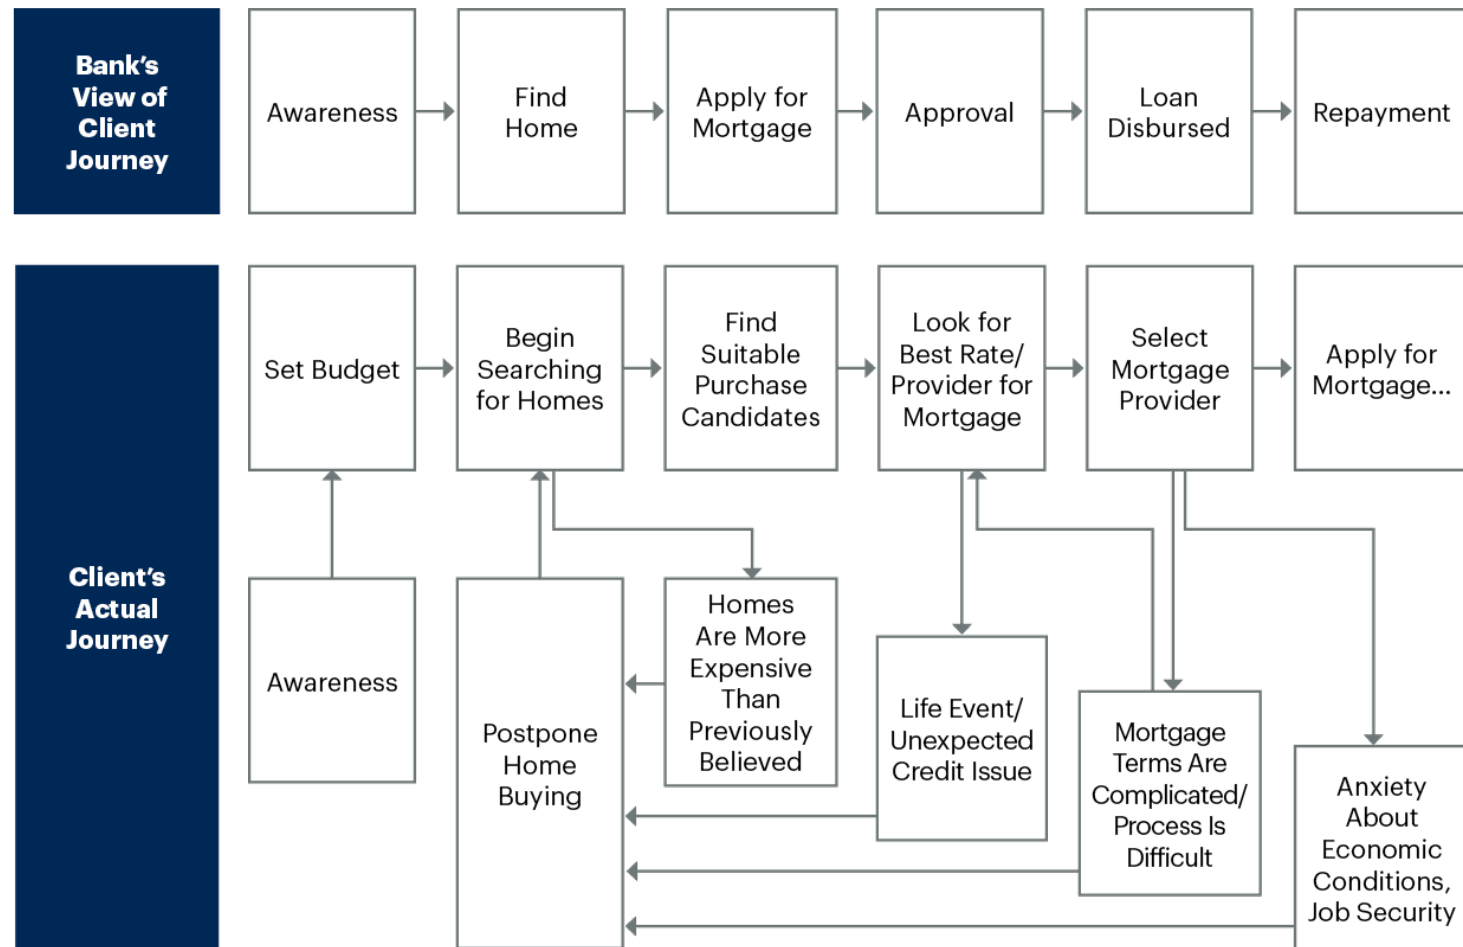 Bank's
View of
Client
Journey
Awareness
Find
Home
Apply for
Mortgage
Approval
Loan
Disbursed
Repayment
Client's
Actual
Journey
Set Budget
Begin
Searching
for Homes
Find
Suitable
Purchase
Candidates
Look for
Best Rate/
Provider for
Mortgage
Select
Mortgage
Provider
Apply for
Mortgage...
Awareness
Postpone
Home
Buying
Homes
Are More
Expensive
Than
Previously
Believed
Life Event/
Unexpected
Credit Issue
Mortgage
Terms Are
Complicated/
Process Is
Difficult
Anxiety
About
Economic
Conditions,
Job Security